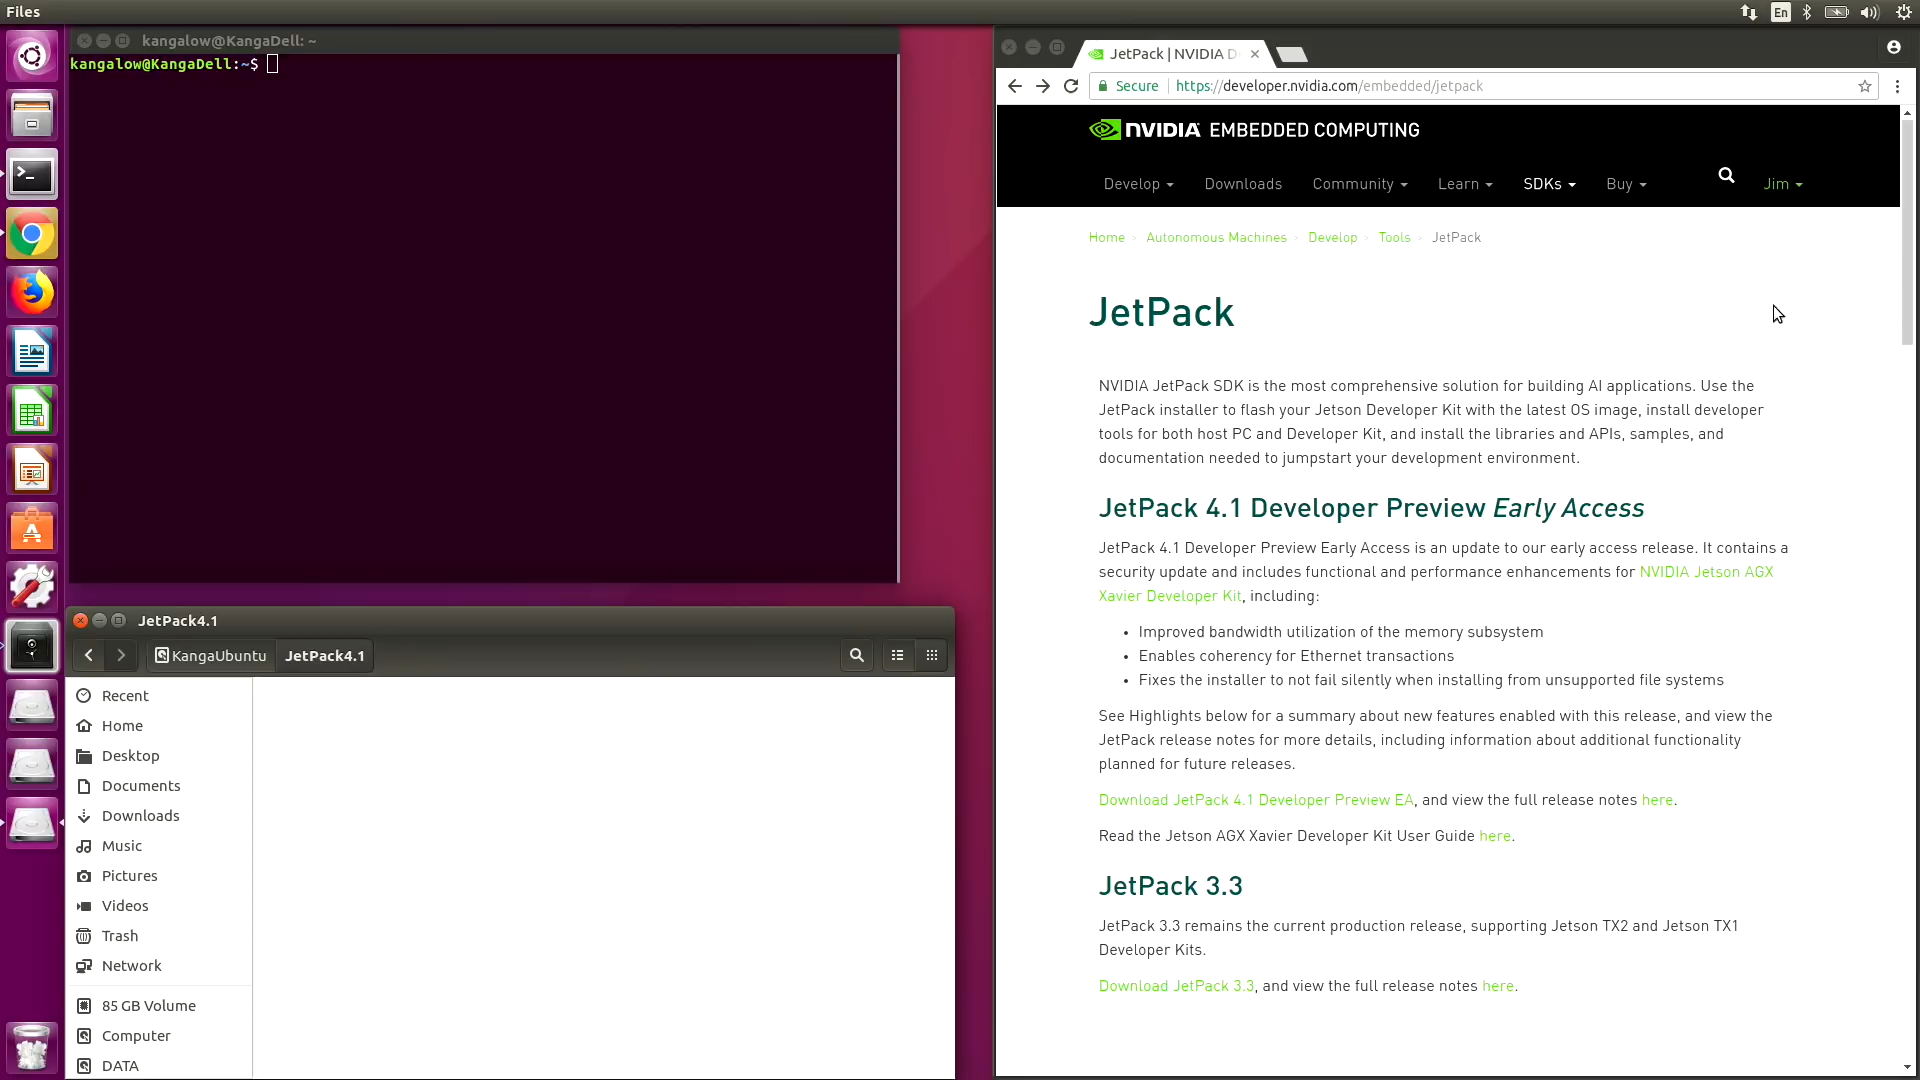 Files
En
kangalow@KangaDell: ~
kangalow@KangaDell:~$
JetPack4.1
KangaUbuntu
JetPack4.1
Recent
Home
Desktop
Documents
Downloads
Music
Pictures
Videos
Trash
Network
85 GB Volume
Computer
DATA
JetPack | NVIDIA D
Secure
https://developer.nvidia.com/embedded/jetpack
NVIDIA EMBEDDED COMPUTING
Develop
Downloads
Community
Learn
SDKs
Buy
Jim
Home
Autonomous Machines
Develop
Tools
JetPack
JetPack
NVIDIA JetPack SDK is the most comprehensive solution for building AI applications. Use the
JetPack installer to flash your Jetson Developer Kit with the latest OS image, install developer
tools for both host PC and Developer Kit, and install the libraries and APIs, samples, and
documentation needed to jumpstart your development environment.
JetPack 4.1 Developer Preview Early Access
JetPack 4.1 Developer Preview Early Access is an update to our early access release. It contains a
security update and includes functional and performance enhancements for NVIDIA Jetson AGX
Xavier Developer Kit, including:
• Improved bandwidth utilization of the memory subsystem
• Enables coherency for Ethernet transactions
• Fixes the installer to not fail silently when installing from unsupported file systems
See Highlights below for a summary about new features enabled with this release, and view the
JetPack release notes for more details, including information about additional functionality
planned for future releases.
Download JetPack 4.1 Developer Preview EA, and view the full release notes here.
Read the Jetson AGX Xavier Developer Kit User Guide here.
JetPack 3.3
JetPack 3.3 remains the current production release, supporting Jetson TX2 and Jetson TX1
Developer Kits.
Download JetPack 3.3, and view the full release notes here.